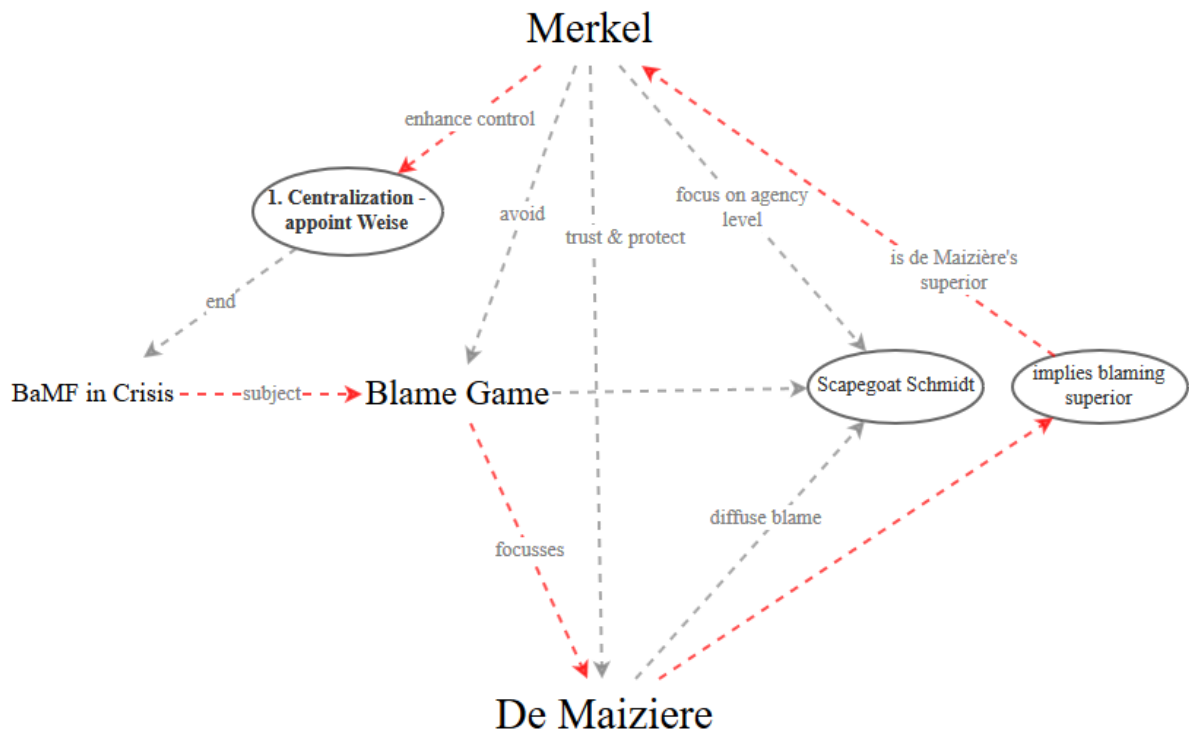 Merkel
enhance control
1. Centralization -
appoint Weise
avoid
trust & protect
focus on agency
level
is de Maizière's
superior
end
BaMF in Crisis
subject
Blame Game
Scapegoat Schmidt
implies blaming
superior
diffuse blame
focusses
De Maiziere